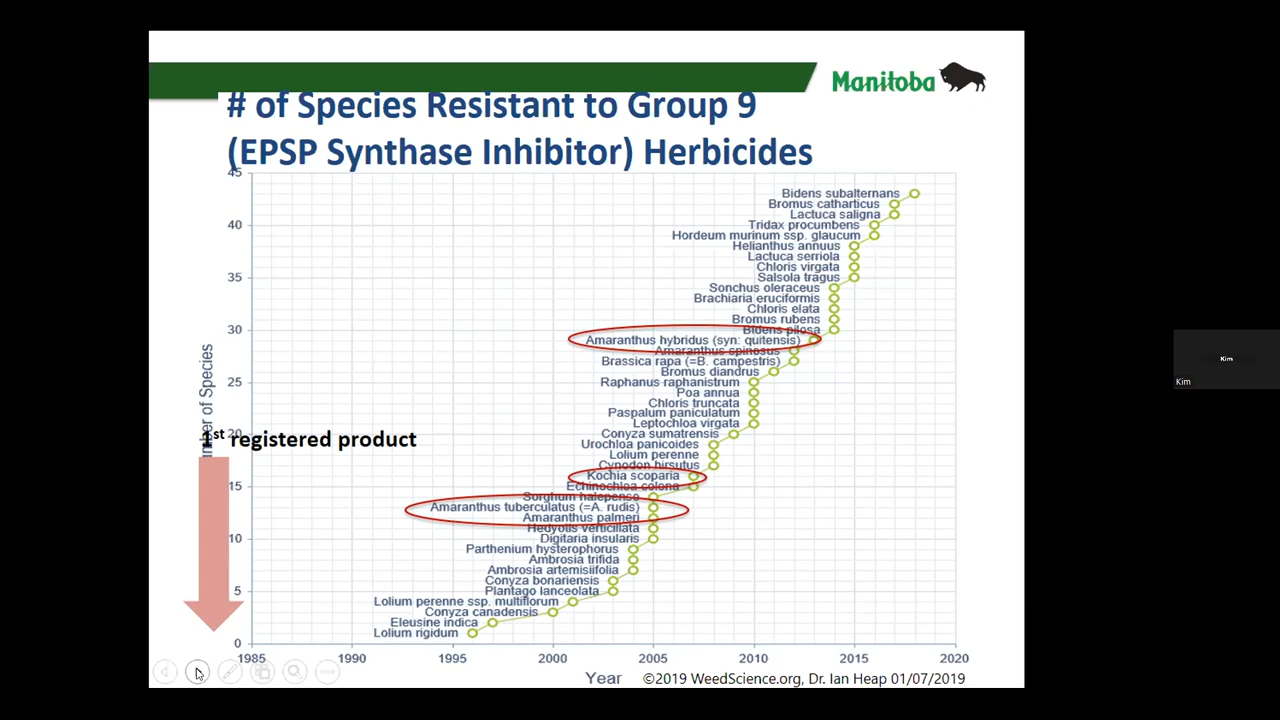 Manitoba
# of Species Resistant to Group 9
(EPSP Synthase Inhibitor) Herbicides
45
Bidens subalternans
Bromus catharticus
Lactuca saligna
40
Tridax procumbens
Hordeum murinum ssp. glaucum
Helianthus annuus
Lactuca serriola
Chloris virgata
35
Salsola tragus
Sonchus oleraceus
Brachiaria eruciformis
Chloris elata
Bromus rubens
30
Bidens pilosa
Amaranthus hybridus (syn: quitensis)
Amaranthus spinosus
Brassica rapa (=B. campestris)
Bromus diandrus
25
Raphanus raphanistrum
Poa annua
Chloris truncata
Paspalum paniculatum
Leptochloa virgata
20
Conyza sumatrensis
1st registered product
Urochloa panicoides
Lolium perenne
Cynodon hirsutus
Kochia scoparia
15
Echinochloa colona
Sorghum halepense
Amaranthus tuberculatus (=A. rudis)
Amaranthus palmeri
Hedyotis verticillata
10
Digitaria insularis
Parthenium hysterophorus
Ambrosia trifida
Ambrosia artemisiifolia
Conyza bonariensis
5
Plantago lanceolata
Lolium perenne ssp. multiflorum
Conyza canadensis
Eleusine indica
Lolium rigidum
0
of Species
1985 1990 1995 2000 2005 2010 2015 2020
Year
©2019 WeedScience.org, Dr. Ian Heap 01/07/2019
Kim
Kim